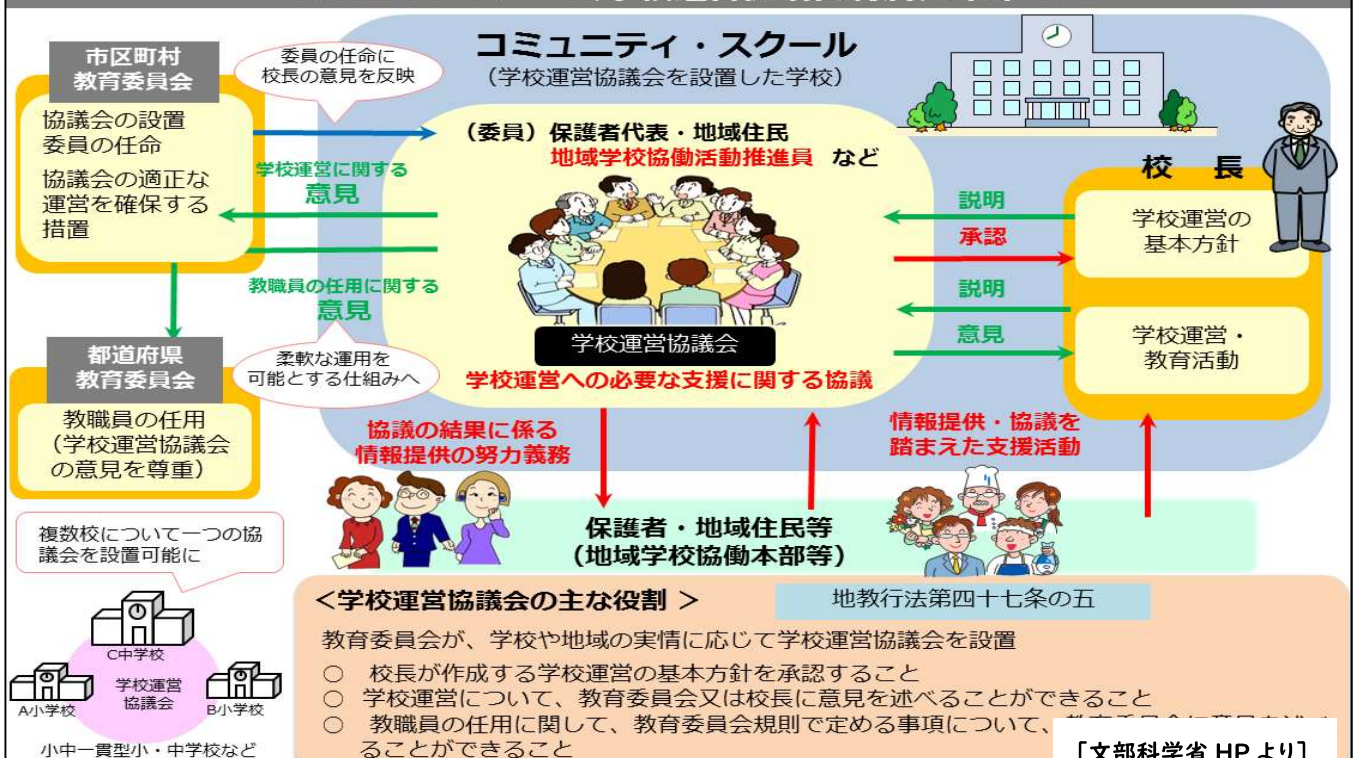 市区町村
教育委員会
協議会の設置
委員の任命
協議会の適正な
運営を確保する
措置
委員の任命に
校長の意見を反映
コミュニティ・スクール
（学校運営協議会を設置した学校）
（委員）保護者代表・地域住民
地域学校協働活動推進員 など
学校運営に関する
意見
教職員の任用に関する
意見
柔軟な運用を
可能とする仕組みへ
学校運営協議会
学校運営への必要な支援に関する協議
校 長
学校運営の
基本方針
説明
承認
説明
意見
学校運営・
教育活動
都道府県
教育委員会
教職員の任用
（学校運営協議会
の意見を尊重）
協議の結果に係る
情報提供の努力義務
情報提供・協議を
踏まえた支援活動
保護者・地域住民等
（地域学校協働本部等）
複数校について一つの協
議会を設置可能に
C中学校
A小学校
学校運営
協議会
B小学校
小中一貫型小・中学校など
＜学校運営協議会の主な役割 ＞
地教行法第四十七条の五
教育委員会が、学校や地域の実情に応じて学校運営協議会を設置
○ 校長が作成する学校運営の基本方針を承認すること
○ 学校運営について、教育委員会又は校長に意見を述べることができること
○ 教職員の任用に関して、教育委員会規則で定める事項について、
ることができること
［文部科学省 HP より］